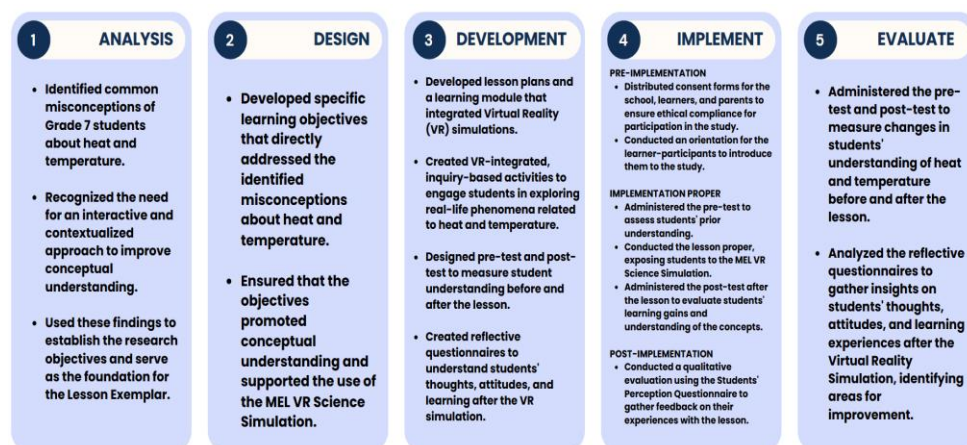 1 ANALYSIS
• Identified common
misconceptions of
Grade 7 students
about heat and
temperature.
• Recognized the need
for an interactive and
contextualized
approach to improve
conceptual
understanding.
• Used these findings to
establish the research
objectives and serve
as the foundation for
the Lesson Exemplar.
2 DESIGN
• Developed specific
learning objectives
that directly
addressed the
identified
misconceptions
about heat and
temperature.
• Ensured that the
objectives
promoted
conceptual
understanding and
supported the use of
the MEL VR Science
Simulation.
3 DEVELOPMENT
• Developed lesson plans and
a learning module that
integrated Virtual Reality
(VR) simulations.
• Created VR-integrated,
inquiry-based activities to
engage students in exploring
real-life phenomena related
to heat and temperature.
• Designed pre-test and post-
test to measure student
understanding before and
after the lesson.
• Created reflective
questionnaires to
understand students'
thoughts, attitudes, and
learning after the VR
simulation.
4 IMPLEMENT
PRE-IMPLEMENTATION
• Distributed consent forms for the
school, learners, and parents to
ensure ethical compliance for
participation in the study.
• Conducted an orientation for the
learner-participants to introduce
them to the study.
IMPLEMENTATION PROPER
• Administered the pre-test to
assess students' prior
understanding.
• Conducted the lesson proper,
exposing students to the MEL VR
Science Simulation.
• Administered the post-test after
the lesson to evaluate students'
learning gains and
understanding of the concepts.
POST-IMPLEMENTATION
• Conducted a qualitative
evaluation using the Students'
Perception Questionnaire to
gather feedback on their
experiences with the lesson.
5 EVALUATE
• Administered the pre-
test and post-test to
measure changes in
students'
understanding of heat
and temperature
before and after the
lesson.
• Analyzed the reflective
questionnaires to
gather insights on
students' thoughts,
attitudes, and learning
experiences after the
Virtual Reality
Simulation, identifying
areas for
improvement.